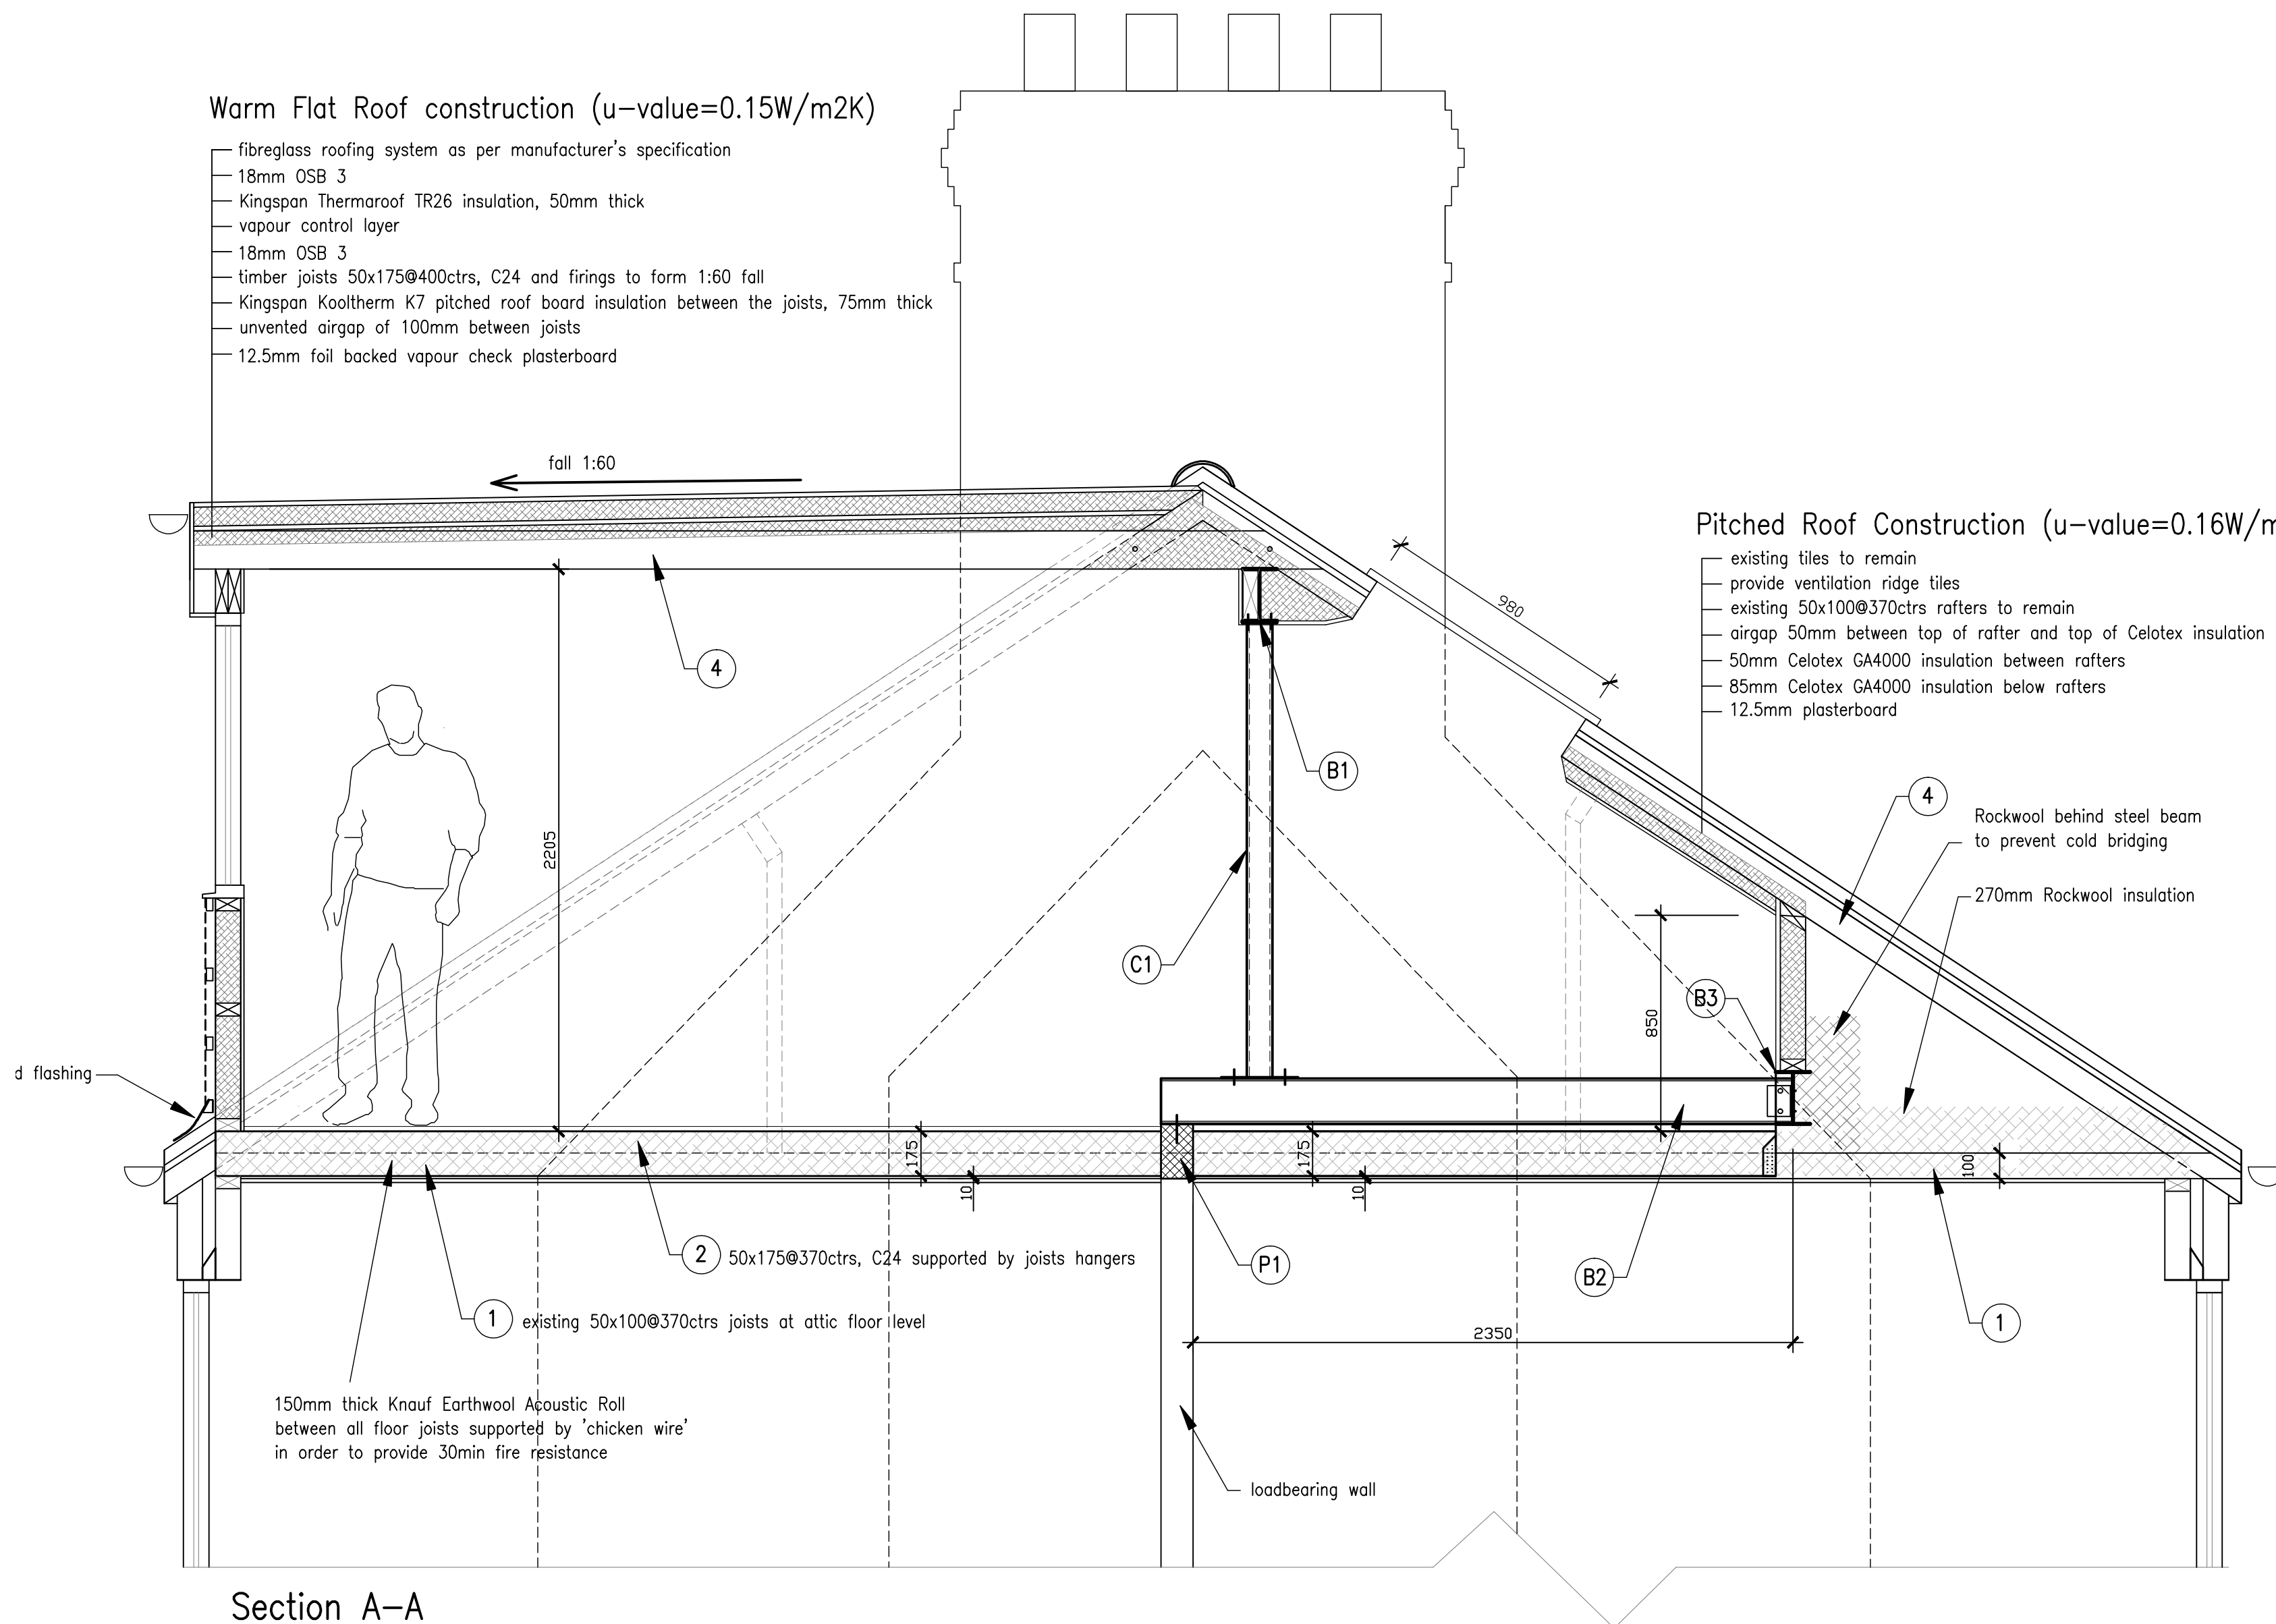 Warm Flat Roof construction (u-value=0.15W/m2K)
fibreglass roofing system as per manufacturer's specification
18mm OSB 3
Kingspan Thermaroof TR26 insulation, 50mm thick
vapour control layer
18mm OSB 3
timber joists 50x175@400ctrs, C24 and firings to form 1:60 fall
Kingspan Kooltherm K7 pitched roof board insulation between the joists, 75mm thick
unvented airgap of 100mm between joists
12.5mm foil backed vapour check plasterboard
fall 1:60
Pitched Roof Construction (u-value=0.16W/m
existing tiles to remain
provide ventilation ridge tiles
existing 50x100@370ctrs rafters to remain
airgap 50mm between top of rafter and top of Celotex insulation
50mm Celotex GA4000 insulation between rafters
85mm Celotex GA4000 insulation below rafters
12.5mm plasterboard
980
4
B1
4
Rockwool behind steel beam
to prevent cold bridging
2205
270mm Rockwool insulation
C1
B3
850
d flashing
175
175
100
10
10
2
50x175@370ctrs, C24 supported by joists hangers
P1
B2
1
existing 50x100@370ctrs joists at attic floor level
2350
1
150mm thick Knauf Earthwool Acoustic Roll
between all floor joists supported by 'chicken wire'
in order to provide 30min fire resistance
loadbearing wall
Section A-A